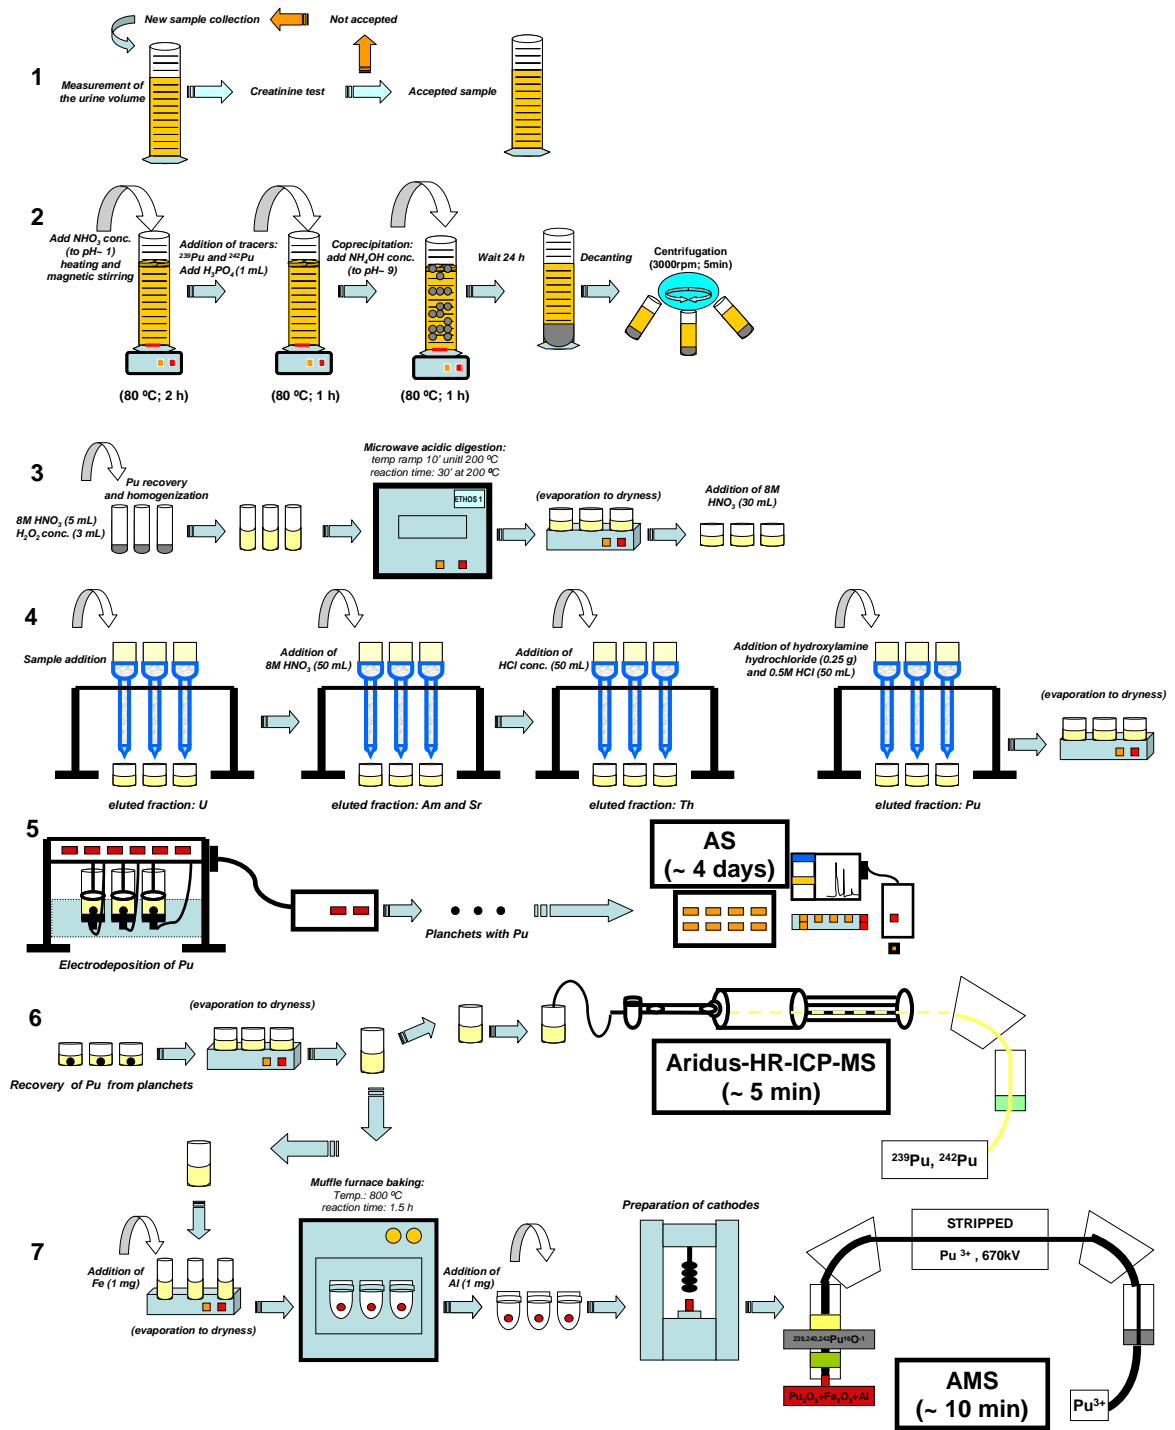 New sample collection
Not accepted
1
Measurement of
the urine volume
Creatinine test
Accepted sample
2
Add NHO₃ conc.
(to pH~ 1)
heating and
magnetic stirring
Addition of tracers:
²³⁹Pu and ²⁴²Pu
Add H₃PO₄ (1 mL)
Coprecipitation:
add NH₄OH conc.
(to pH~ 9)
Wait 24 h
Decanting
Centrifugation
(3000rpm; 5min)
(80 ºC; 2 h)
(80 ºC; 1 h)
(80 ºC; 1 h)
3
Pu recovery
and homogenization
8M HNO₃ (5 mL)
H₂O₂ conc. (3 mL)
Microwave acidic digestion:
temp ramp 10' unitl 200 ºC
reaction time: 30' at 200 ºC
ETHOS 1
(evaporation to dryness)
Addition of 8M
HNO₃ (30 mL)
4
Sample addition
Addition of
8M HNO₃ (50 mL)
Addition of
HCl conc. (50 mL)
Addition of hydroxylamine
hydrochloride (0.25 g)
and 0.5M HCl (50 mL)
(evaporation to dryness)
eluted fraction: U
eluted fraction: Am and Sr
eluted fraction: Th
eluted fraction: Pu
5
Electrodeposition of Pu
Planchets with Pu
AS
(~ 4 days)
6
(evaporation to dryness)
Recovery of Pu from planchets
Aridus-HR-ICP-MS
(~ 5 min)
²³⁹Pu, ²⁴²Pu
7
Addition of
Fe (1 mg)
(evaporation to dryness)
Muffle furnace baking:
Temp.: 800 ºC
reaction time: 1.5 h
Addition of
Al (1 mg)
Preparation of cathodes
STRIPPED
Pu ³⁺ , 670kV
²³⁹,²⁴⁰,²⁴²Pu¹⁶O⁻¹
Pu₂O₃+Fe₂O₃+Al
AMS
(~ 10 min)
Pu³⁺